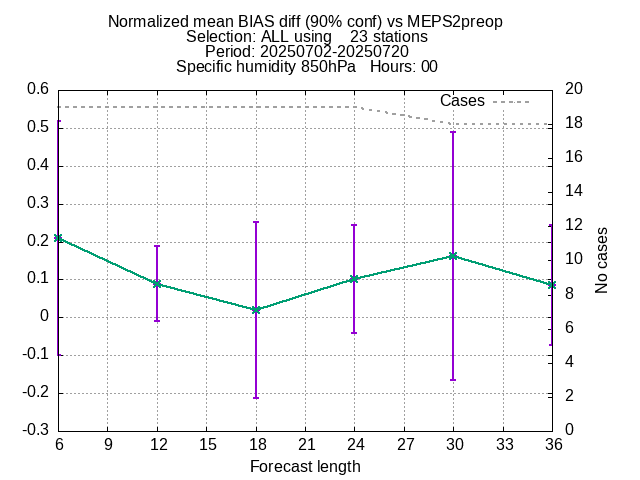 Normalized mean BIAS diff (90% conf) vs MEPS2preop
Selection: ALL using    23 stations
Period: 20250702-20250720
Specific humidity 850hPa   Hours: 00
Cases
0.6
0.5
0.4
0.3
0.2
0.1
0
-0.1
-0.2
-0.3
20
18
16
14
12
10
8
6
4
2
0
No cases
6 9 12 15 18 21 24 27 30 33 36
Forecast length